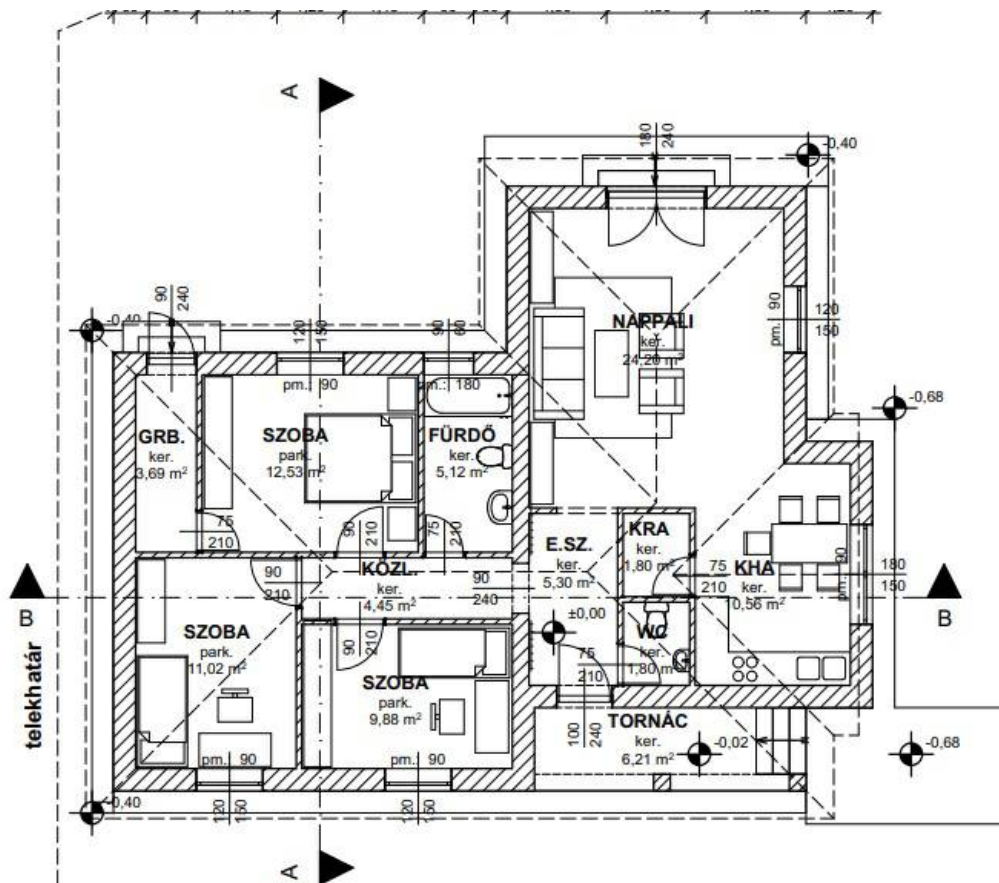 A
180
240
-0,40
90
240
-0,40
120
150
90
60
pm.: 90
120
150
NAPPALI
ker.
24,20 m²
pm.: 90
pm.: 180
-0,68
GRB.
ker.
3,69 m²
SZOBA
park.
12,53 m²
FÜRDŐ
ker.
5,12 m²
75
210
90
210
75
210
E.SZ.
ker.
5,30 m²
±0,00
KRA
ker.
1,80 m²
75
210
KHA
ker.
10,56 m²
pm.: 90
180
150
B
B
KÖZL.
ker.
4,45 m²
90
210
90
240
90
210
SZOBA
park.
11,02 m²
SZOBA
park.
9,88 m²
WC
ker.
1,80 m²
75
210
telekhatár
pm.: 90
pm.: 90
100
240
TORNÁC
ker.
6,21 m²
-0,02
-0,68
-0,40
120
150
120
150
A